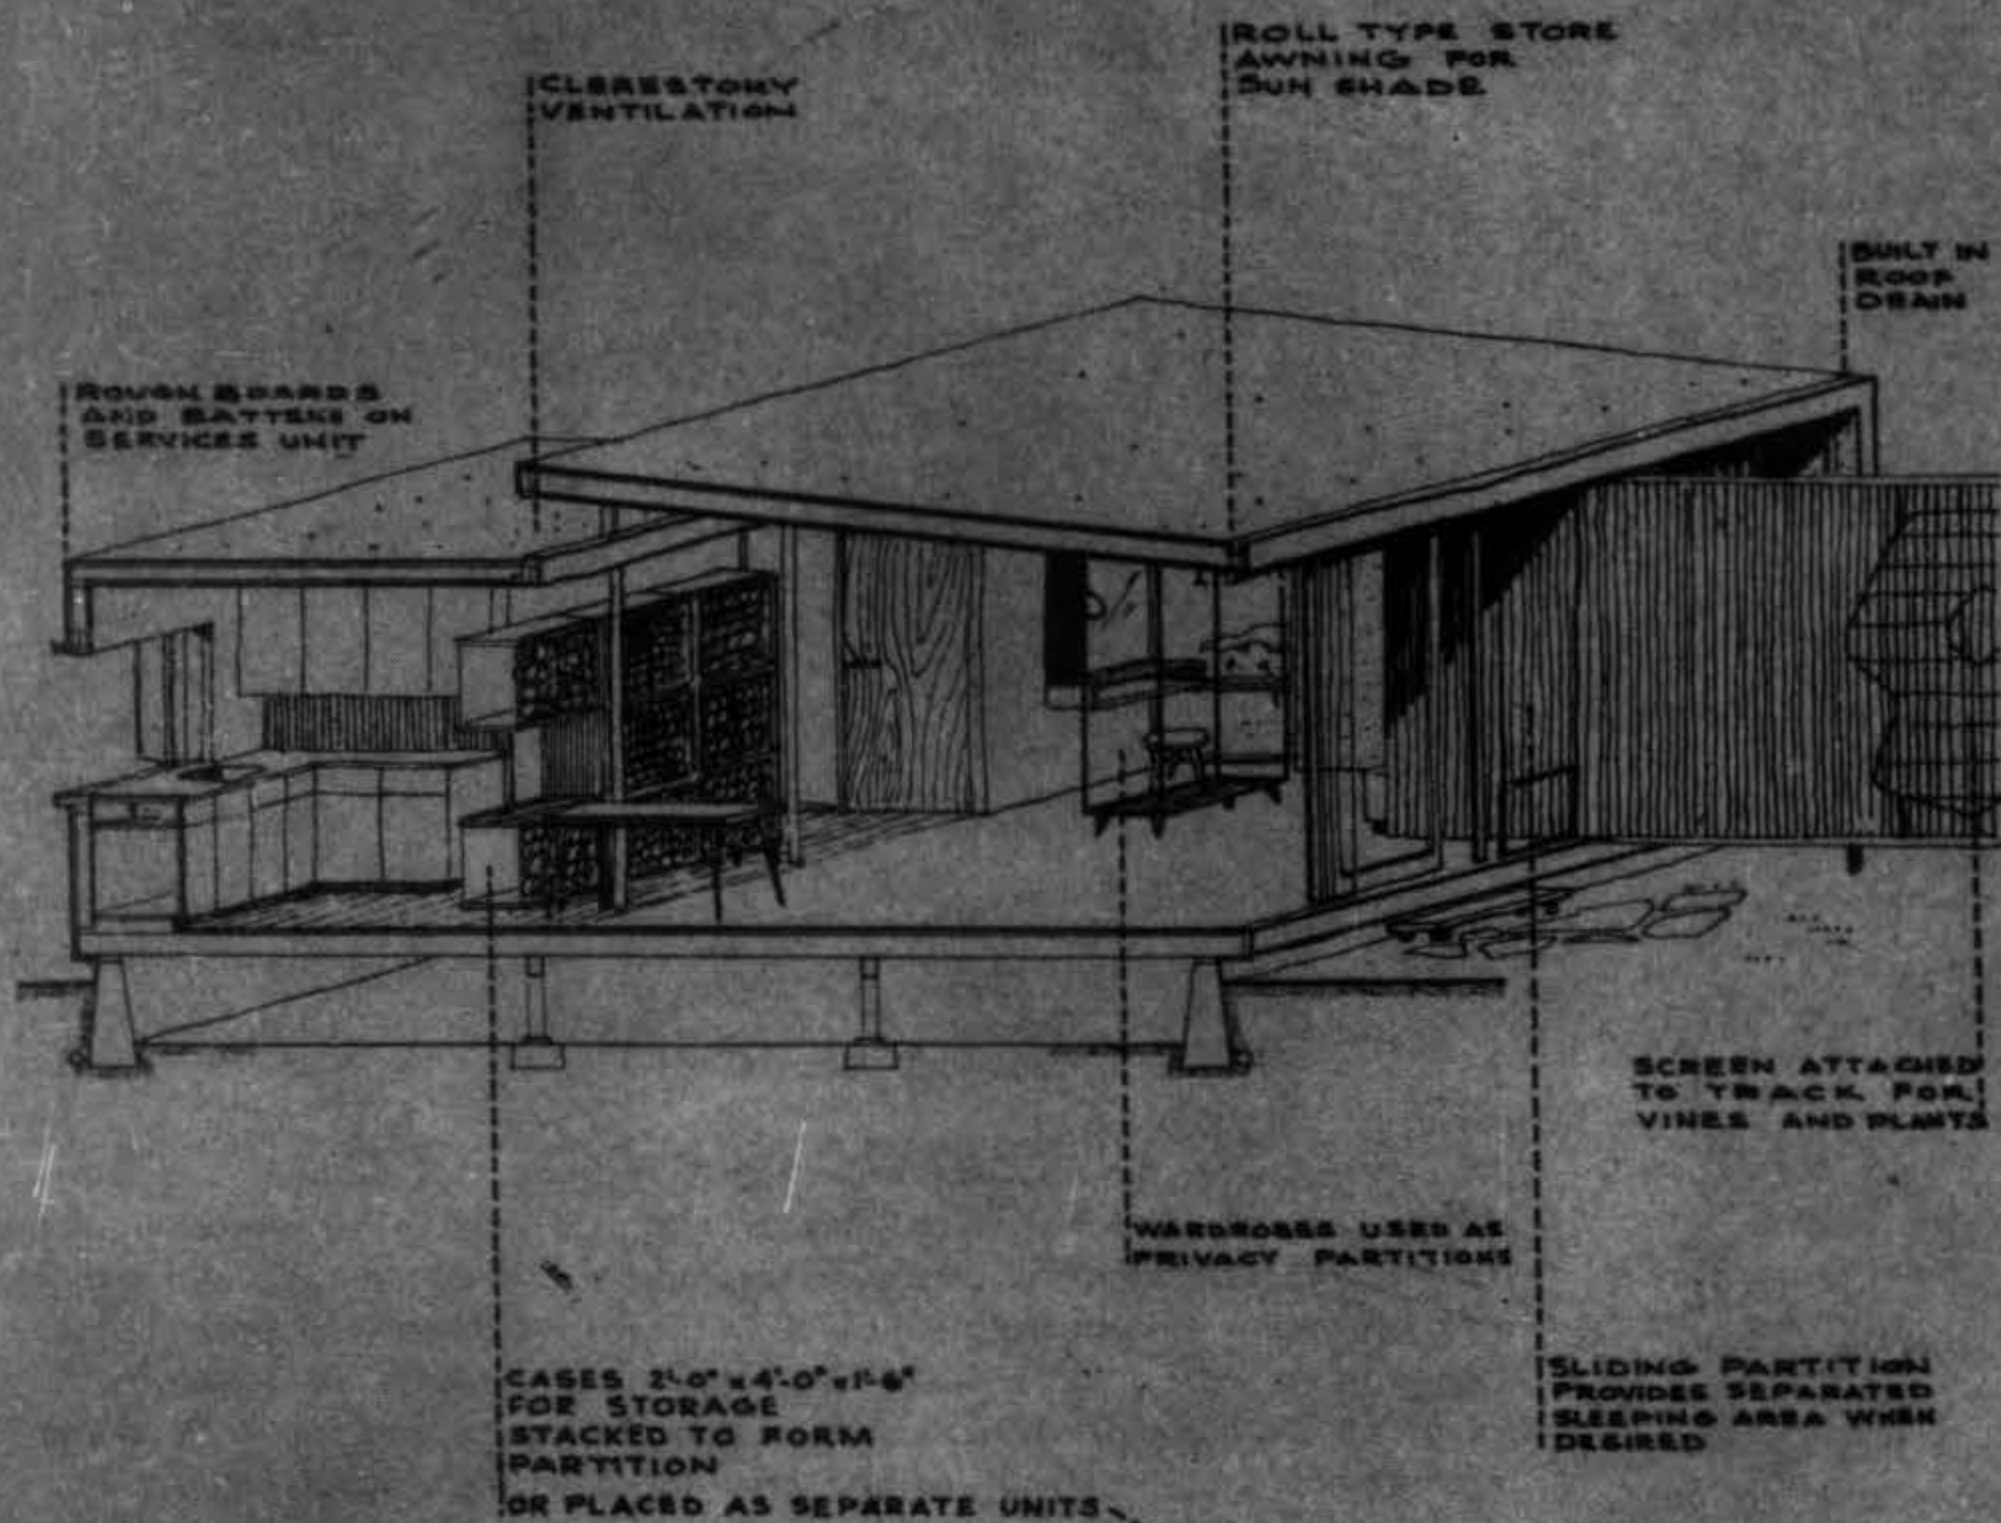 ROLL TYPE STORE
AWNING FOR
SUN SHADE
CLERESTORY
VENTILATION
BUILT IN
ROOF
DRAIN
ROUGH BOARDS
AND BATTENS ON
SERVICES UNIT
SCREEN ATTACHED
TO TRACK FOR
VINES AND PLANTS
WARDROBES USED AS
PRIVACY PARTITIONS
SLIDING PARTITION
PROVIDES SEPARATED
SLEEPING AREA WHEN
DESIRED
CASES 2'-0" x 4'-0" x 1'-6"
FOR STORAGE
STACKED TO FORM
PARTITION
OR PLACED AS SEPARATE UNITS